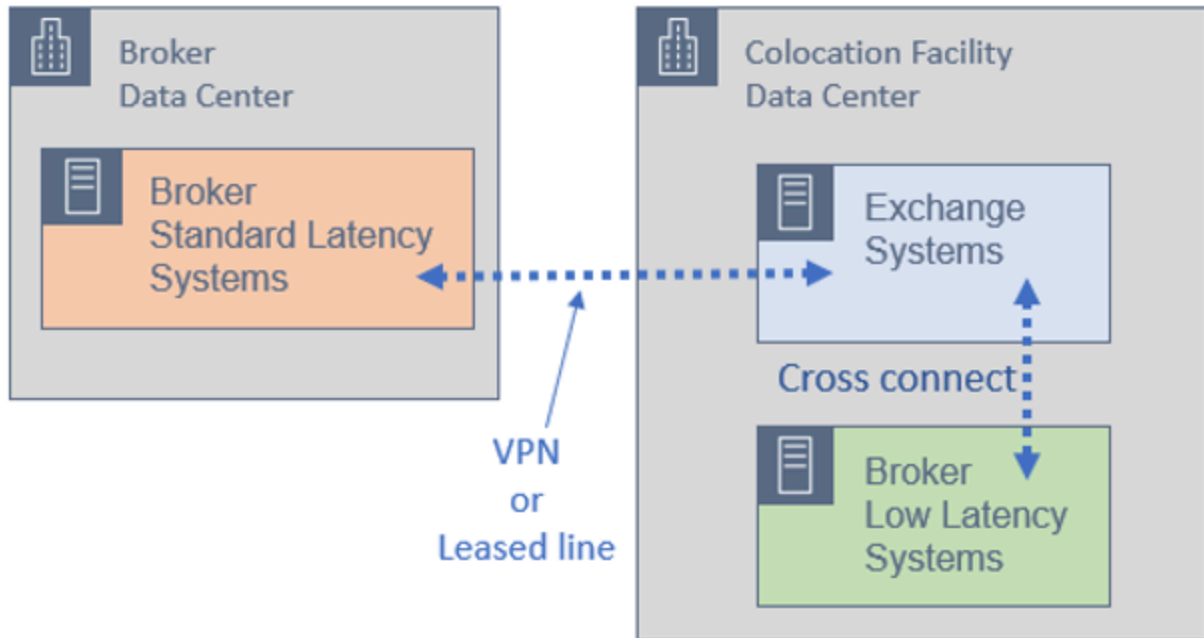 Broker
Data Center
Broker
Standard Latency
Systems
VPN
or
Leased line
Colocation Facility
Data Center
Exchange
Systems
Cross connect
Broker
Low Latency
Systems